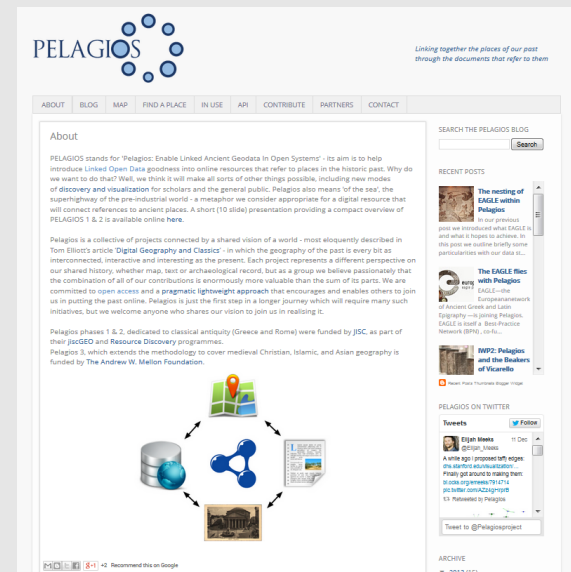 PELAGIOS
Linking together the places of our past
through the documents that refer to them
ABOUT BLOG MAP FIND A PLACE IN USE API CONTRIBUTE PARTNERS CONTACT
About
PELAGIOS stands for 'Pelagios: Enable Linked Ancient Geodata In Open Systems' - its aim is to help
introduce Linked Open Data goodness into online resources that refer to places in the historic past. Why do
we want to do that? Well, we think it will make all sorts of other things possible, including new modes
of discovery and visualization for scholars and the general public. Pelagios also means 'of the sea', the
superhighway of the pre-industrial world - a metaphor we consider appropriate for a digital resource that
will connect references to ancient places. A short (10 slide) presentation providing a compact overview of
PELAGIOS 1 & 2 is available online here.
Pelagios is a collective of projects connected by a shared vision of a world - most eloquently described in
Tom Elliott's article 'Digital Geography and Classics' - in which the geography of the past is every bit as
interconnected, interactive and interesting as the present. Each project represents a different perspective on
our shared history, whether map, text or archaeological record, but as a group we believe passionately that
the combination of all of our contributions is enormously more valuable than the sum of its parts. We are
committed to open access and a pragmatic lightweight approach that encourages and enables others to join
us in putting the past online. Pelagios is just the first step in a longer journey which will require many such
initiatives, but we welcome anyone who shares our vision to join us in realising it.
Pelagios phases 1 & 2, dedicated to classical antiquity (Greece and Rome) were funded by JISC, as part of
their jiscGEO and Resource Discovery programmes.
Pelagios 3, which extends the methodology to cover medieval Christian, Islamic, and Asian geography is
funded by The Andrew W. Mellon Foundation.
+2 Recommend this on Google
SEARCH THE PELAGIOS BLOG
Search
RECENT POSTS
The nesting of
EAGLE within
Pelagios
In our previous
post we introduced what EAGLE is
and what it hopes to achieve. In
this post we outline briefly some
particularities with our data st...
The EAGLE flies
with Pelagios
EAGLE—the
Europeananetwork
of Ancient Greek and Latin
Epigraphy —is joining Pelagios.
EAGLE is itself a Best-Practice
Network (BPN) , co-fu...
IWP2: Pelagios
and the Beakers
of Vicarello
Recent Posts Thumbnails Blogger Widget
PELAGIOS ON TWITTER
Tweets Follow
Elijah Meeks 11 Dec
@Elijah_Meeks
A while ago I proposed taffy edges:
dhs.stanford.edu/visualization/...
Finally got around to making them:
bl.ocks.org/emeeks/7914714
Retweeted by Pelagios
Tweet to @Pelagiosproject
ARCHIVE